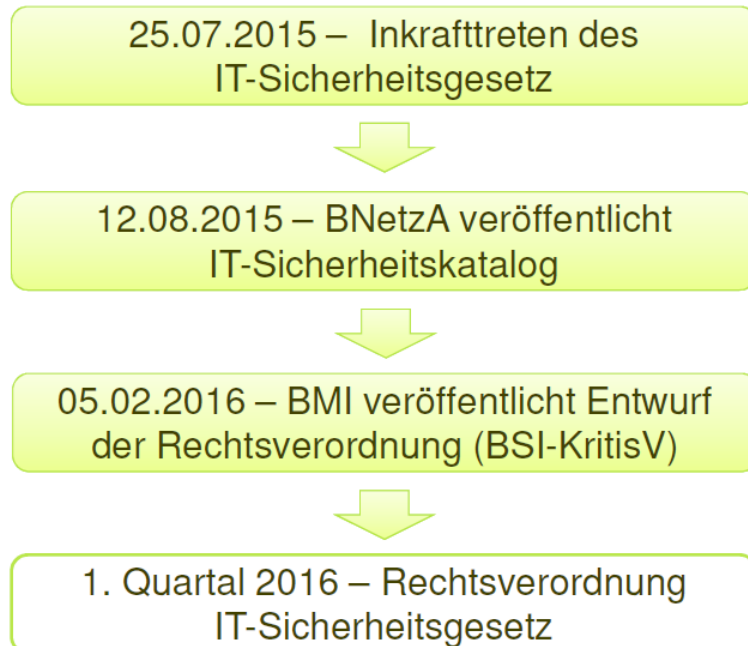 25.07.2015 – Inkrafttreten des
IT-Sicherheitsgesetz
12.08.2015 – BNetzA veröffentlicht
IT-Sicherheitskatalog
05.02.2016 – BMI veröffentlicht Entwurf
der Rechtsverordnung (BSI-KritisV)
1. Quartal 2016 – Rechtsverordnung
IT-Sicherheitsgesetz